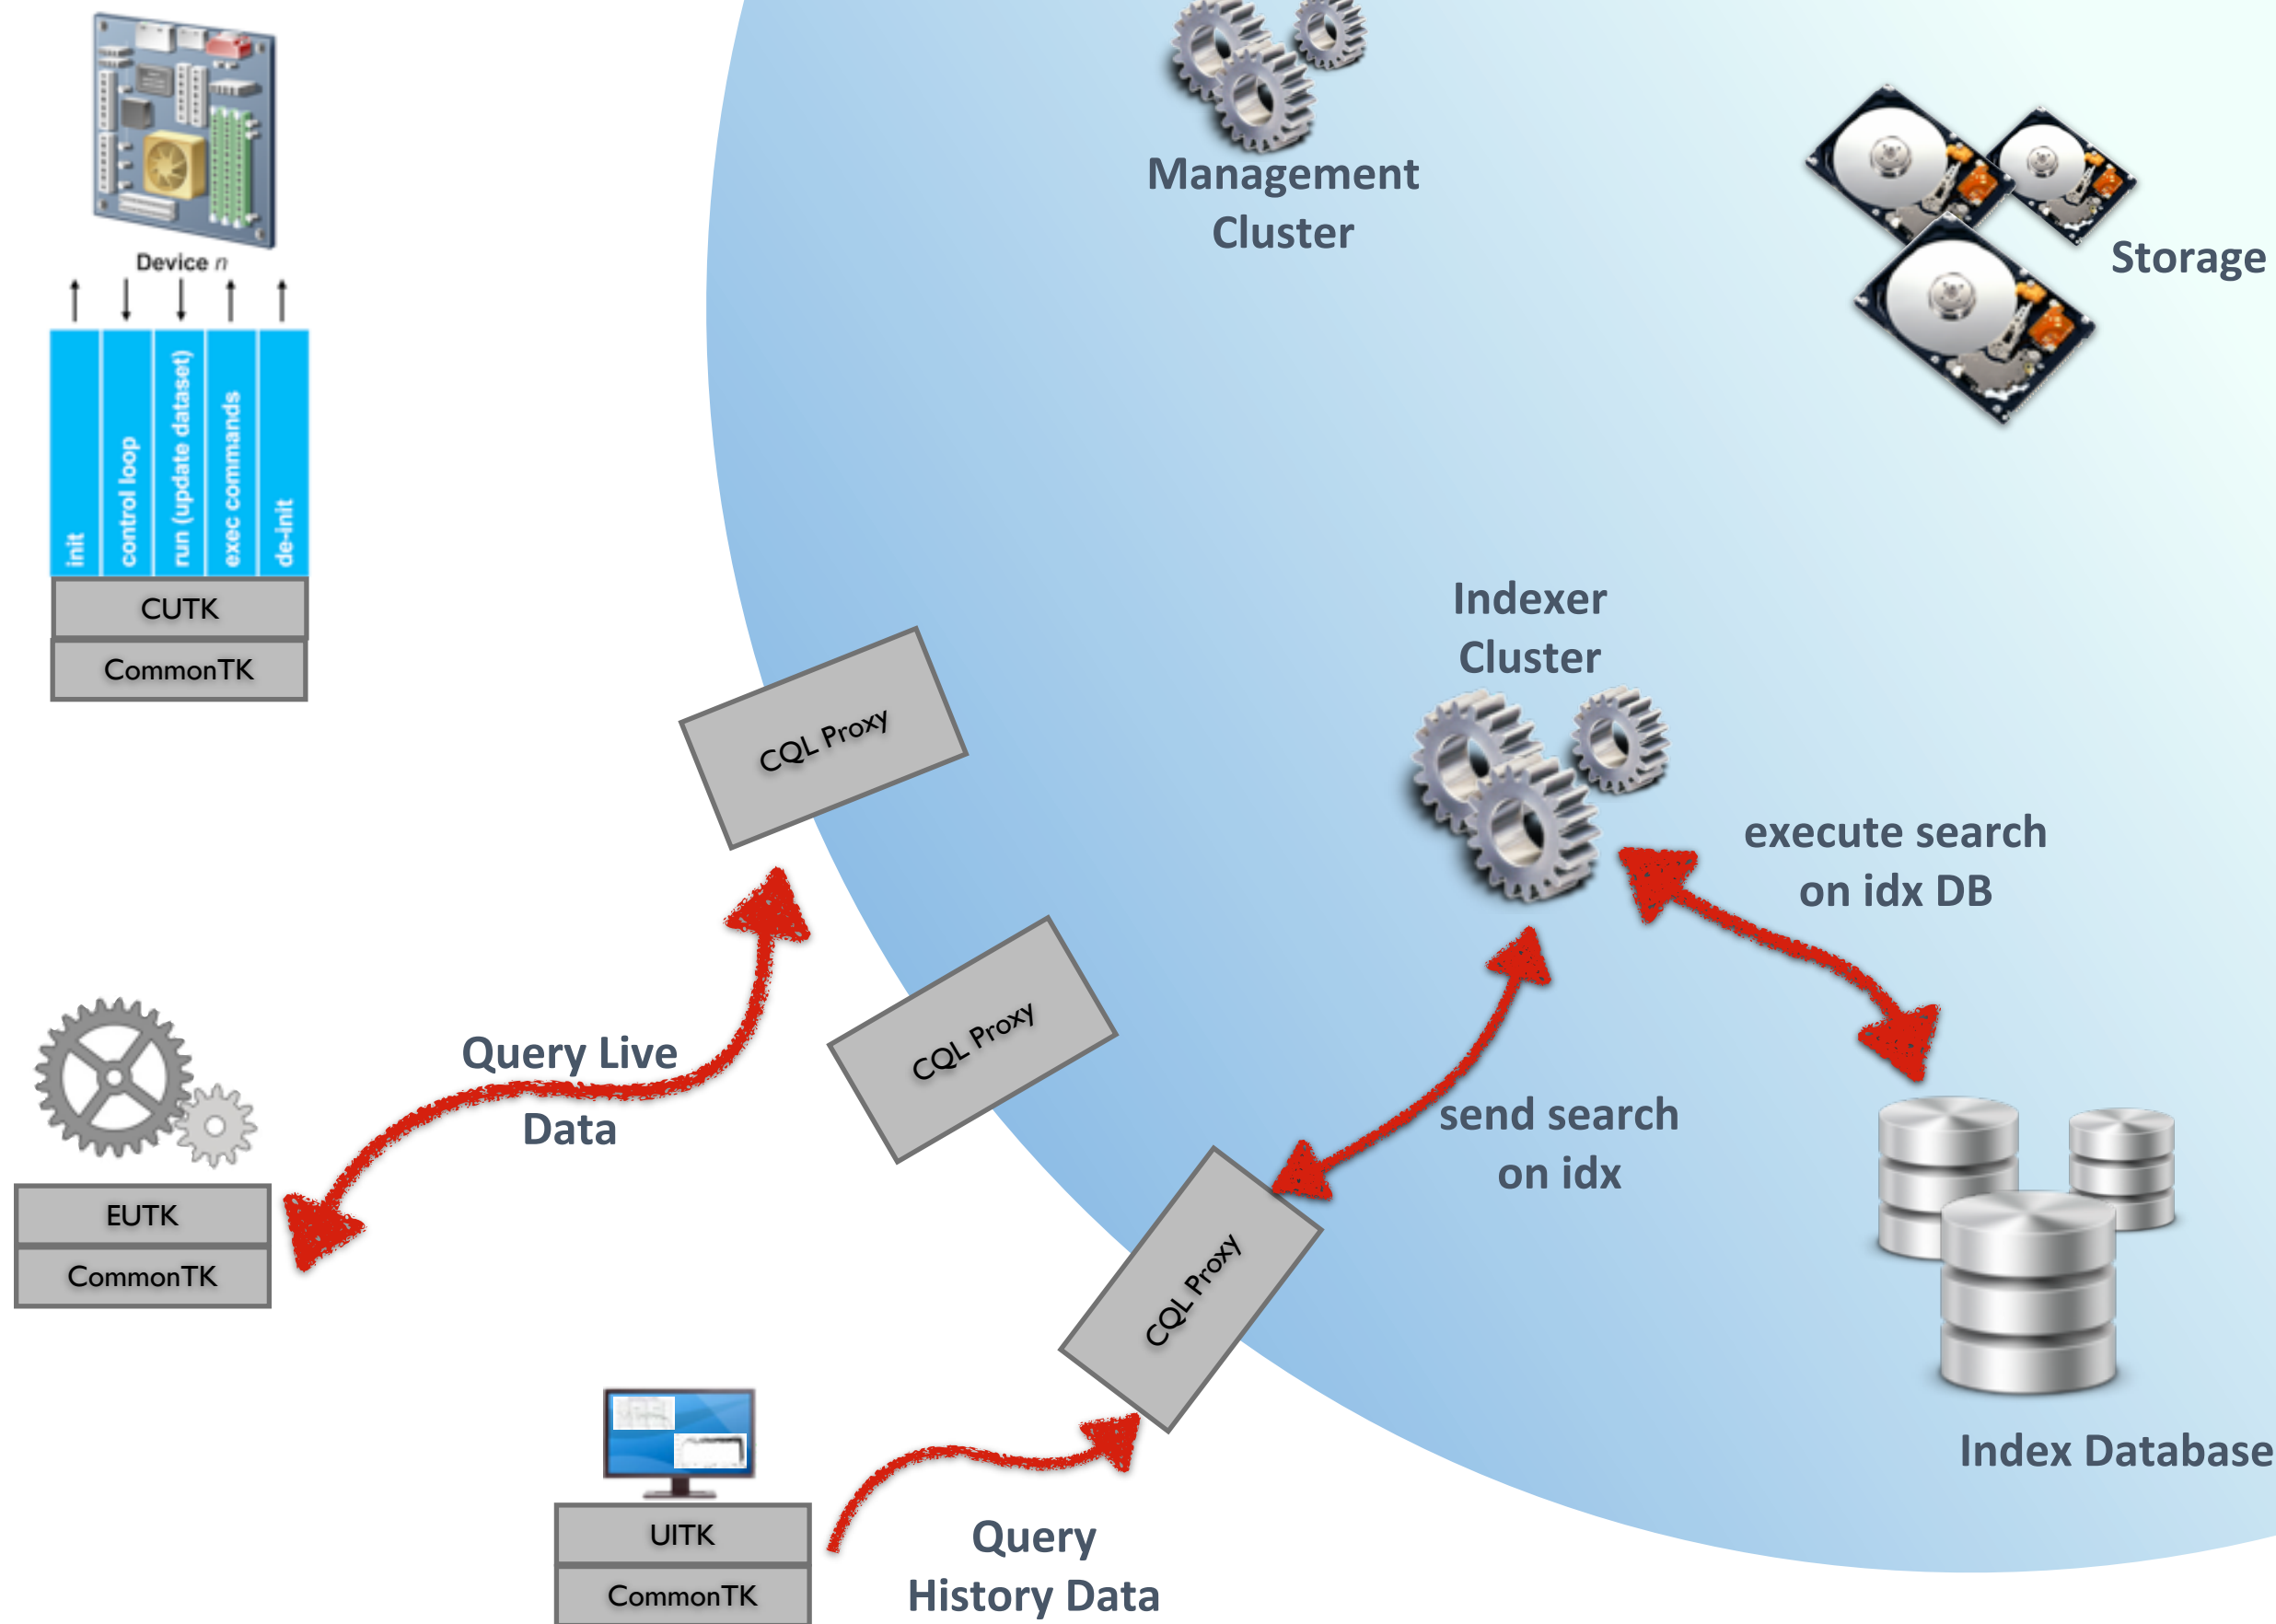 Management
Cluster
Storage
Device n
init
control loop
run (update dataset)
exec commands
de-init
CUTK
CommonTK
Indexer
Cluster
CQL Proxy
execute search
on idx DB
CQL Proxy
Query Live
Data
send search
on idx
EUTK
CommonTK
CQL Proxy
Index Database
UITK
CommonTK
Query
History Data